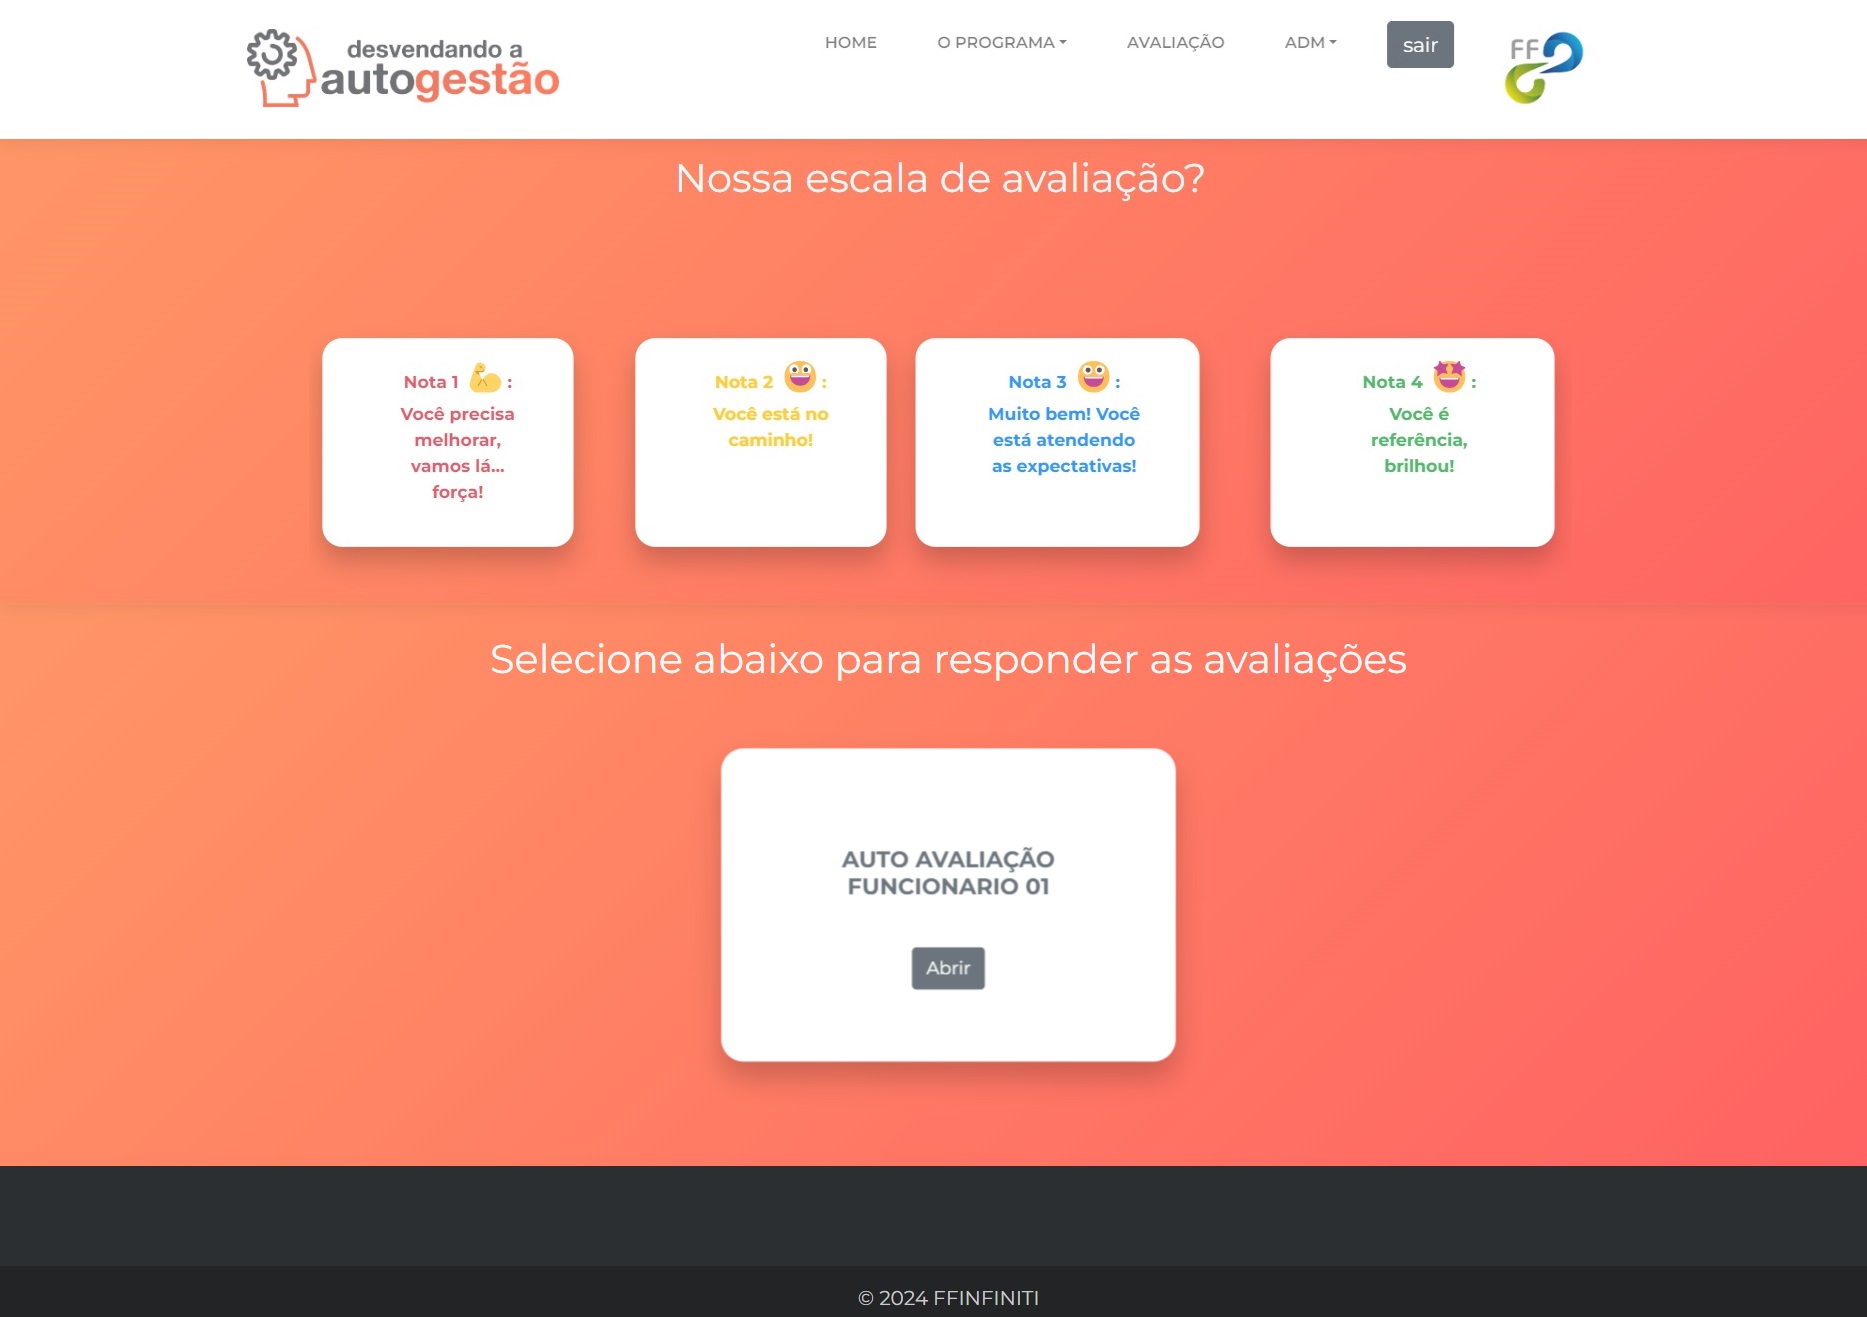 desvendando a
autogestão
HOME
O PROGRAMA
AVALIAÇÃO
ADM
sair
FF
Nossa escala de avaliação?
Nota 1 💪 :
Você precisa
melhorar,
vamos lá...
força!
Nota 2 😃 :
Você está no
caminho!
Nota 3 😃 :
Muito bem! Você
está atendendo
as expectativas!
Nota 4 🤩 :
Você é
referência,
brilhou!
Selecione abaixo para responder as avaliações
AUTO AVALIAÇÃO
FUNCIONARIO 01
Abrir
© 2024 FFINFINITI